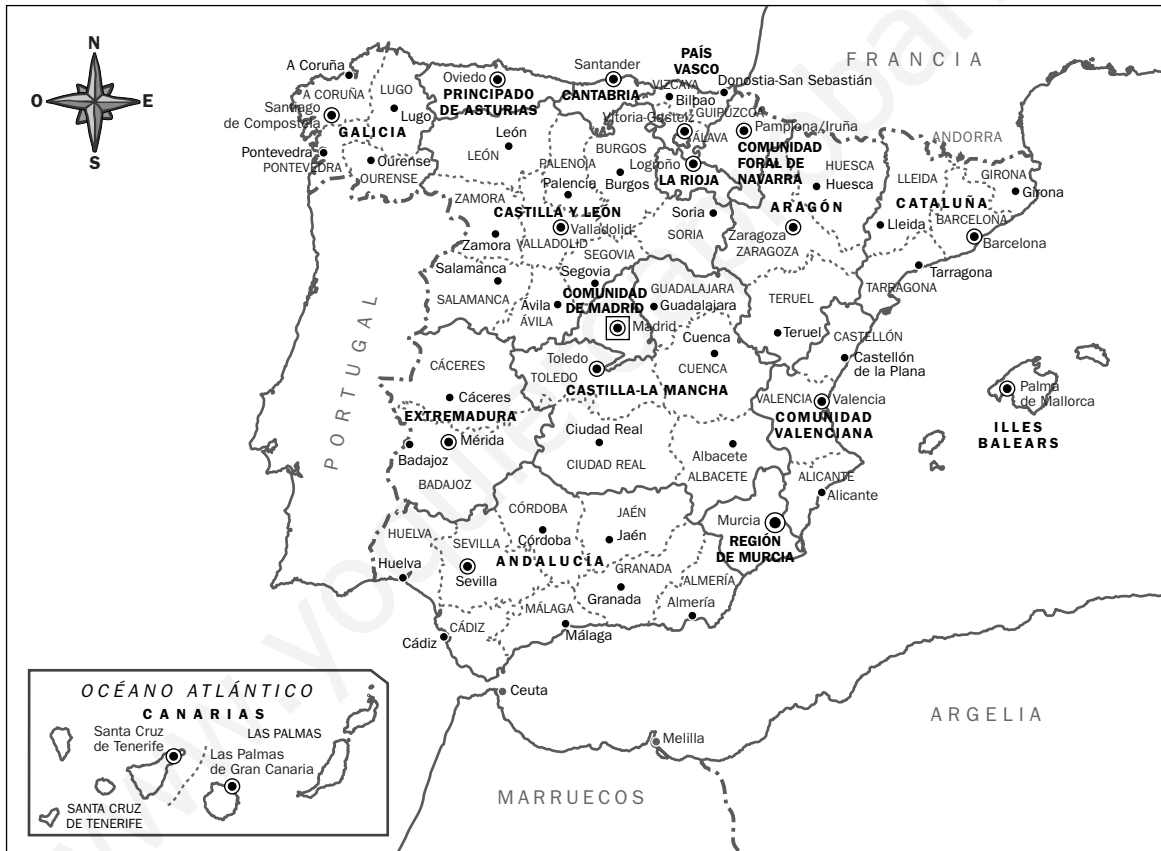 N
O
E
S
FRANCIA
ANDORRA
PORTUGAL
MARRUECOS
ARGELIA
A Coruña
A CORUÑA
LUGO
Lugo
Santiago
de Compostela
GALICIA
Pontevedra
PONTEVEDRA
Ourense
OURENSE
Oviedo
PRINCIPADO
DE ASTURIAS
Santander
CANTABRIA
PAÍS
VASCO
VIZCAYA
Bilbao
Donostia-San Sebastián
GUIPÚZCOA
Vitoria-Gasteiz
ÁLAVA
Pamplona/Iruña
COMUNIDAD
FORAL DE
NAVARRA
Logroño
LA RIOJA
León
LEÓN
PALENCIA
Palencia
BURGOS
Burgos
ZAMORA
Zamora
CASTILLA Y LEÓN
Valladolid
VALLADOLID
Soria
SORIA
SEGOVIA
Segovia
Salamanca
SALAMANCA
Ávila
ÁVILA
HUESCA
Huesca
ARAGÓN
Zaragoza
ZARAGOZA
TERUEL
Teruel
LLEIDA
Lleida
CATALUÑA
GIRONA
Girona
BARCELONA
Barcelona
Tarragona
TARRAGONA
COMUNIDAD
DE MADRID
Madrid
GUADALAJARA
Guadalajara
Cuenca
CUENCA
Toledo
TOLEDO
CASTILLA-LA MANCHA
Ciudad Real
CIUDAD REAL
Albacete
ALBACETE
CÁCERES
Cáceres
EXTREMADURA
Mérida
Badajoz
BADAJOZ
CASTELLÓN
Castellón
de la Plana
VALENCIA
Valencia
COMUNIDAD
VALENCIANA
ALICANTE
Alicante
Palma
de Mallorca
ILLES
BALEARS
Murcia
REGIÓN
DE MURCIA
HUELVA
Huelva
SEVILLA
Sevilla
CÓRDOBA
Córdoba
ANDALUCÍA
JAÉN
Jaén
GRANADA
Granada
ALMERÍA
Almería
MÁLAGA
Málaga
CÁDIZ
Cádiz
Ceuta
Melilla
OCÉANO ATLÁNTICO
CANARIAS
Santa Cruz
de Tenerife
LAS PALMAS
Las Palmas
de Gran Canaria
SANTA CRUZ
DE TENERIFE